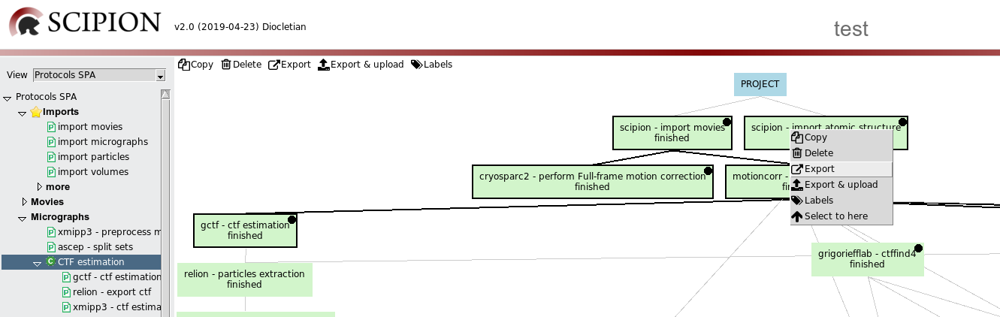 SCIPION
v2.0 (2019-04-23) Diocletian
test
Copy Delete Export Export & upload Labels
View Protocols SPA
Protocols SPA
Imports
import movies
import micrographs
import particles
import volumes
more
Movies
Micrographs
xmipp3 - preprocess m
ascep - split sets
CTF estimation
gctf - ctf estimation
relion - export ctf
xmipp3 - ctf estima
PROJECT
scipion - import movies
finished
scipion - import atomic structure
cryosparc2 - perform Full-frame motion correction
finished
motioncorr -
fi
Copy
Delete
Export
Export & upload
Labels
Select to here
gctf - ctf estimation
finished
grigoriefflab - ctffind4
finished
relion - particles extraction
finished